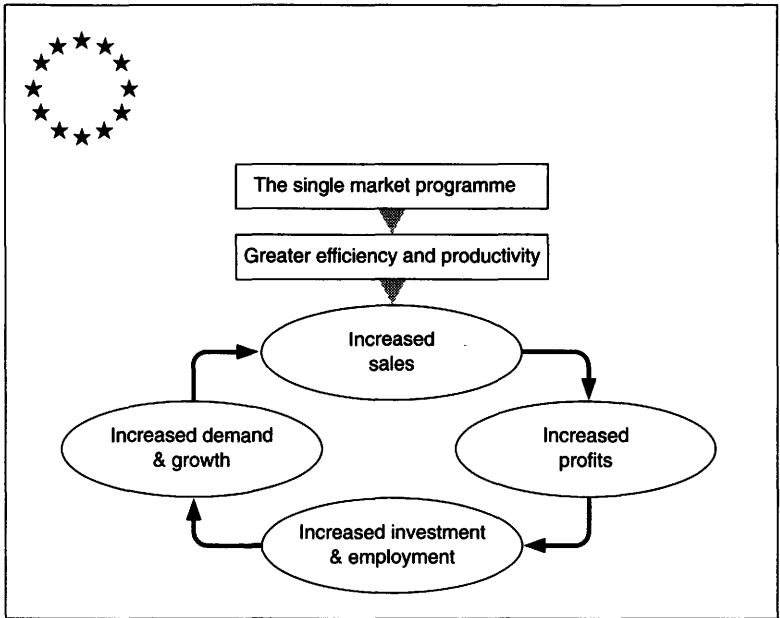 The single market programme
Greater efficiency and productivity
Increased
sales
Increased demand
& growth
Increased
profits
Increased investment
& employment